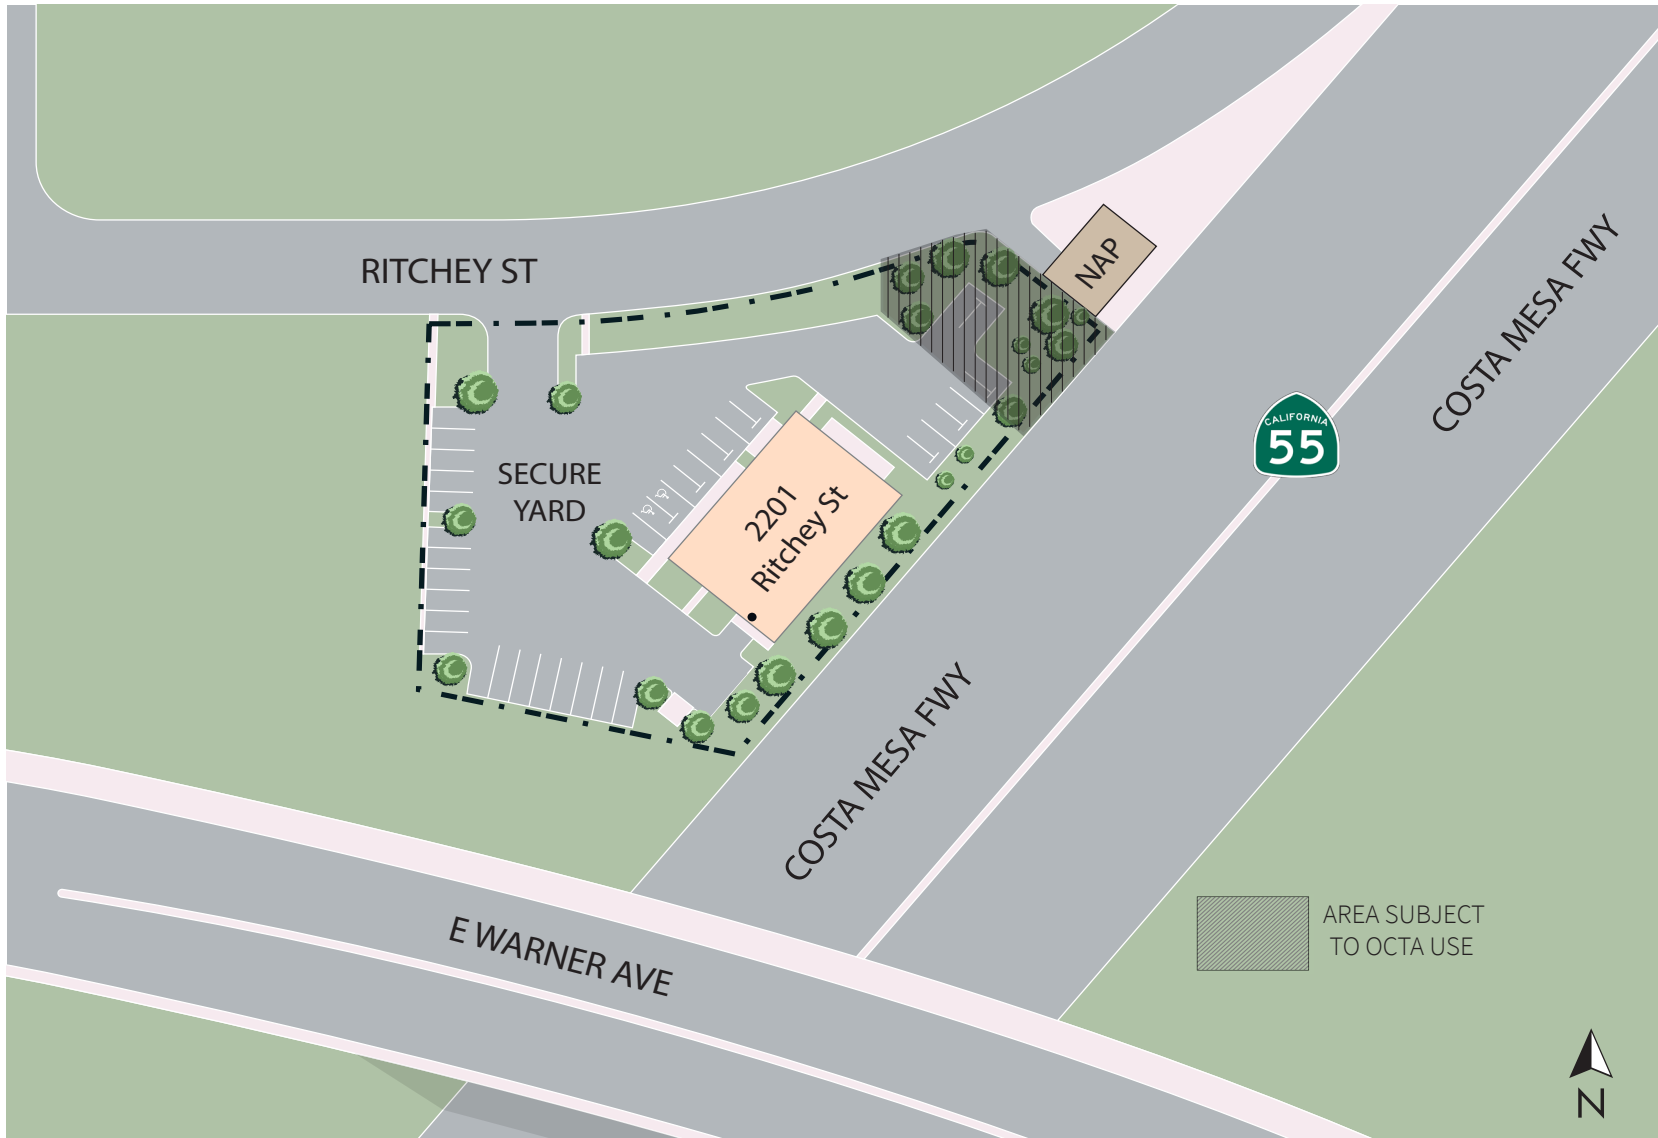 RITCHEY ST
NAP
COSTA MESA FWY
CALIFORNIA
55
SECURE
YARD
2201
Ritchey St
COSTA MESA FWY
E WARNER AVE
AREA SUBJECT
TO OCTA USE
N